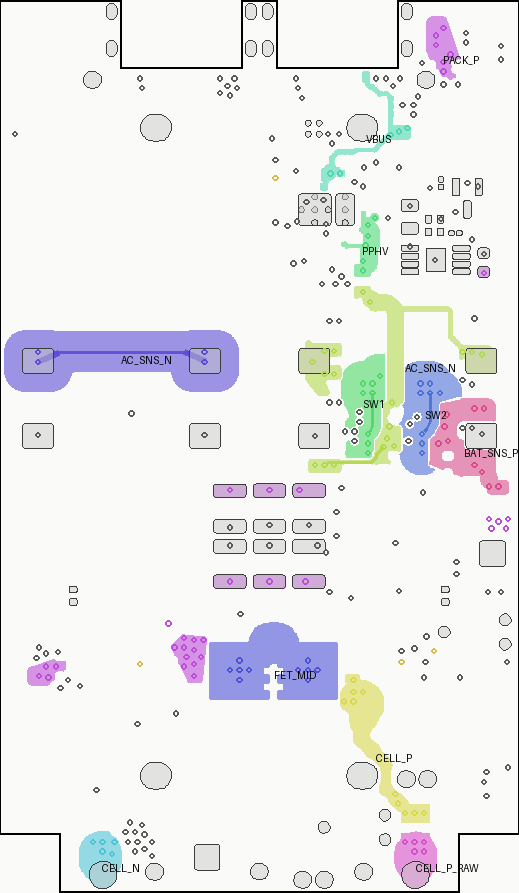 PACK_P
VBUS
PPHV
AC_SNS_N
AC_SNS_N
SW1
SW2
BAT_SNS_P
FET_MID
CELL_P
CELL_N
CELL_P_RAW